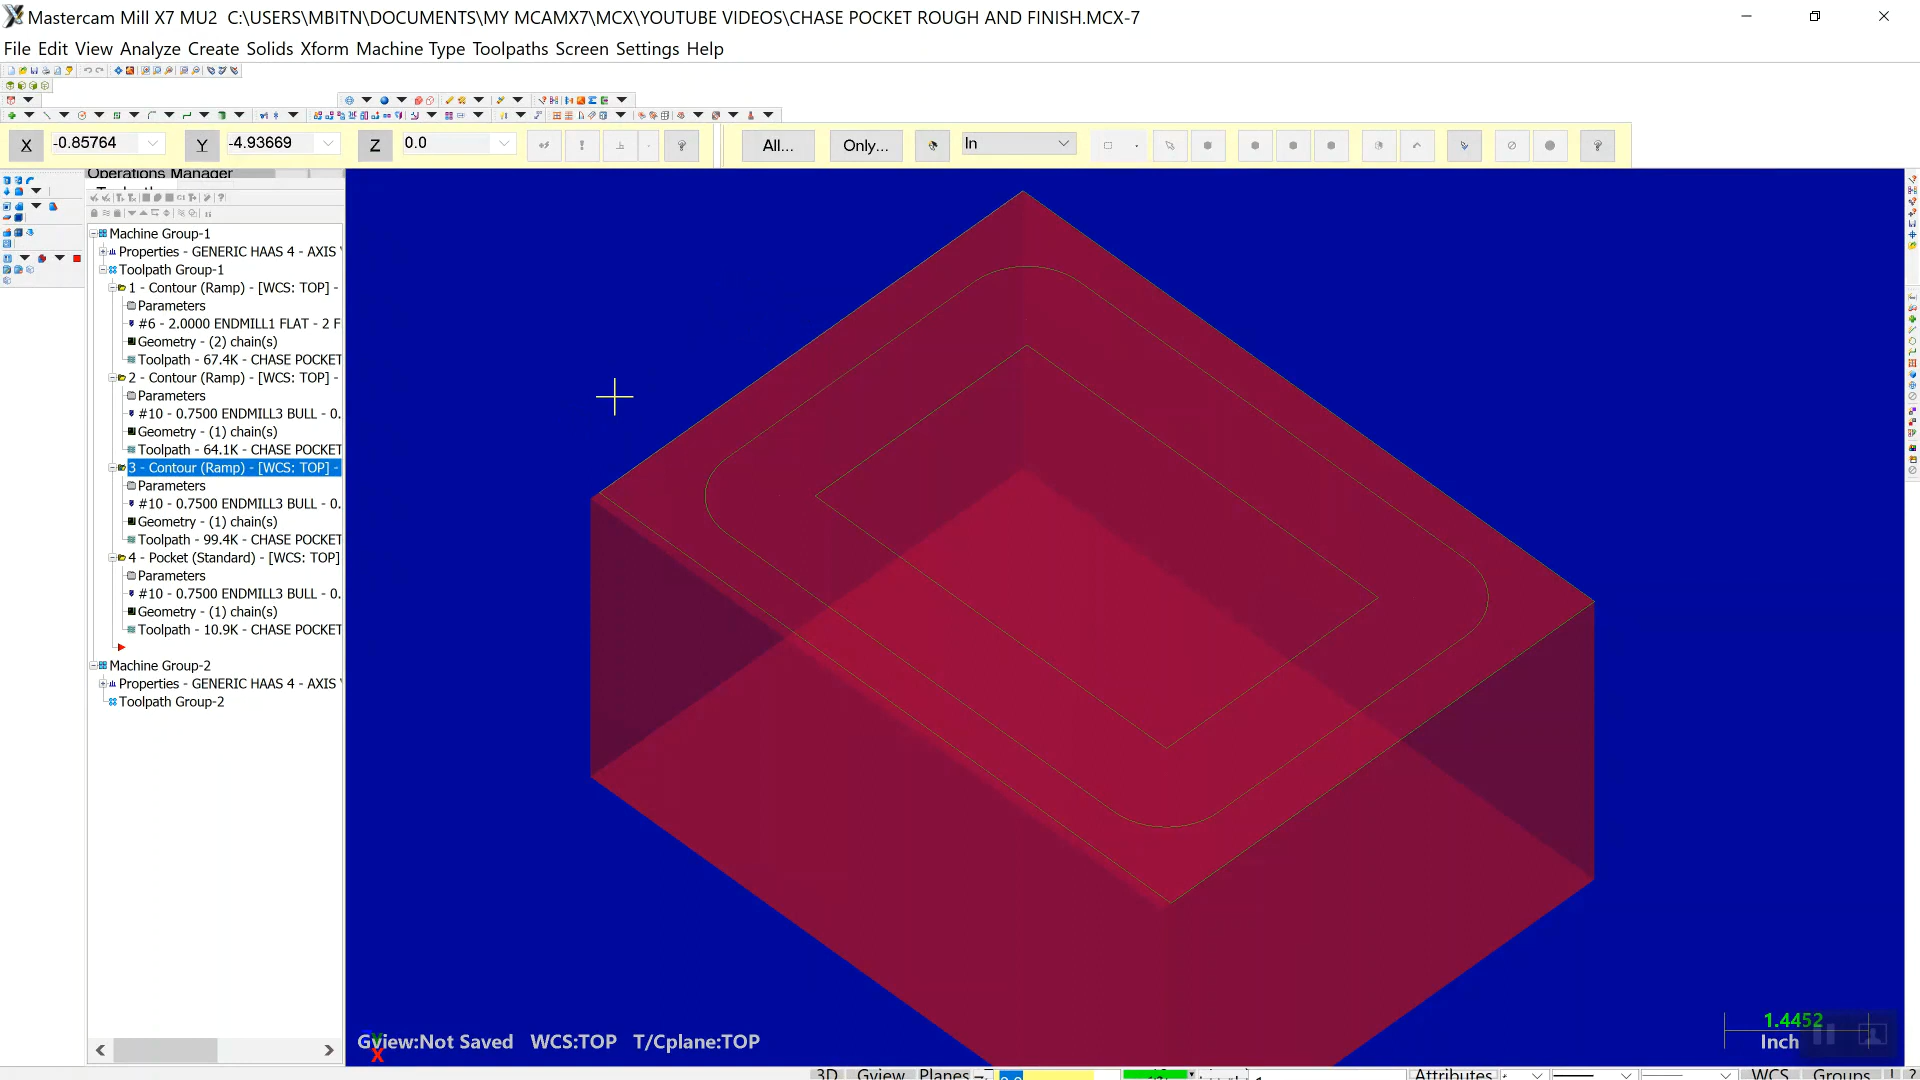 Mastercam Mill X7 MU2 C:\USERS\MBITN\DOCUMENTS\MY MCAMX7\MCX\YOUTUBE VIDEOS\CHASE POCKET ROUGH AND FINISH.MCX-7
File Edit View Analyze Create Solids Xform Machine Type Toolpaths Screen Settings Help
X -0.85764 Y -4.93669 Z 0.0 All... Only... In
Operations Manager
Machine Group-1
Properties - GENERIC HAAS 4 - AXIS
Toolpath Group-1
1 - Contour (Ramp) - [WCS: TOP] -
Parameters
#6 - 2.0000 ENDMILL1 FLAT - 2 F
Geometry - (2) chain(s)
Toolpath - 67.4K - CHASE POCKET
2 - Contour (Ramp) - [WCS: TOP] -
Parameters
#10 - 0.7500 ENDMILL3 BULL - 0.
Geometry - (1) chain(s)
Toolpath - 64.1K - CHASE POCKET
3 - Contour (Ramp) - [WCS: TOP] -
Parameters
#10 - 0.7500 ENDMILL3 BULL - 0.
Geometry - (1) chain(s)
Toolpath - 99.4K - CHASE POCKET
4 - Pocket (Standard) - [WCS: TOP]
Parameters
#10 - 0.7500 ENDMILL3 BULL - 0.
Geometry - (1) chain(s)
Toolpath - 10.9K - CHASE POCKET
Machine Group-2
Properties - GENERIC HAAS 4 - AXIS
Toolpath Group-2
Gview:Not Saved WCS:TOP T/Cplane:TOP
1.4452
Inch
3D Gview Planes Attributes WCS Groups ?